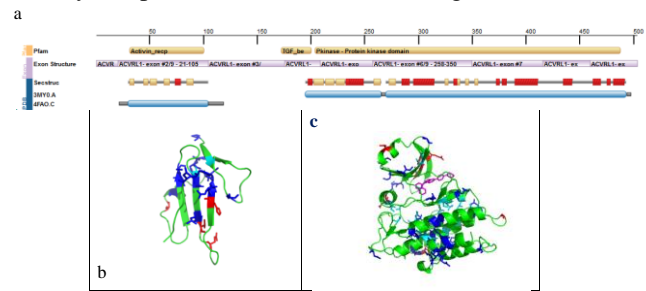 a
50 100 150 200 250 300 350 400 450 500
Pfam Activin_recp TGF_be Pkinase - Protein kinase domain
Exon Structure ACVR ACVRL1- exon #2/9 - 21-105 ACVRL1- exon #3/ ACVRL1- ACVRL1- exo ACVRL1- exon #6/9 - 258-350 ACVRL1- exon #7 ACVRL1- ex ACVRL1- ex
Secstruc
3MY0.A
4FAO.C
c
b